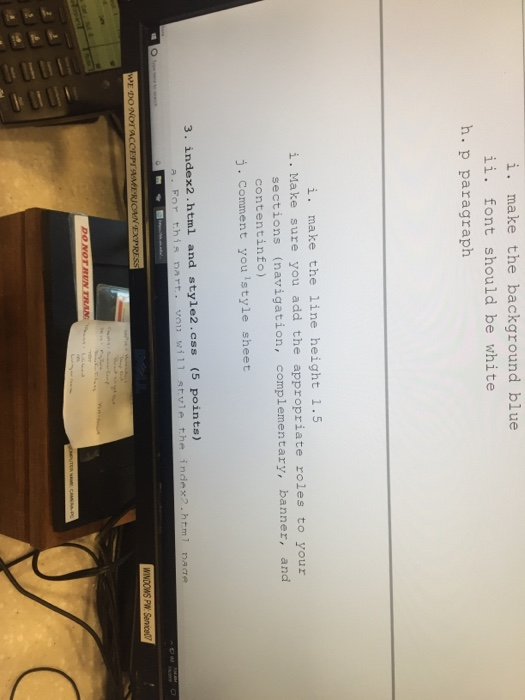 i. make the background blue
ii. font should be white
h. p paragraph
i. make the line height 1.5
i. Make sure you add the appropriate roles to your
sections (navigation, complementary, banner, and
contentinfo)
j. Comment you style sheet
3. index2.html and style2.css (5 points)
a. For this part, you will style the index2.html page
WE DO NOT ACCEPT AMERICAN EXPRESS
DELL
WINDOWS PW:
DO NOT RUN TRAN